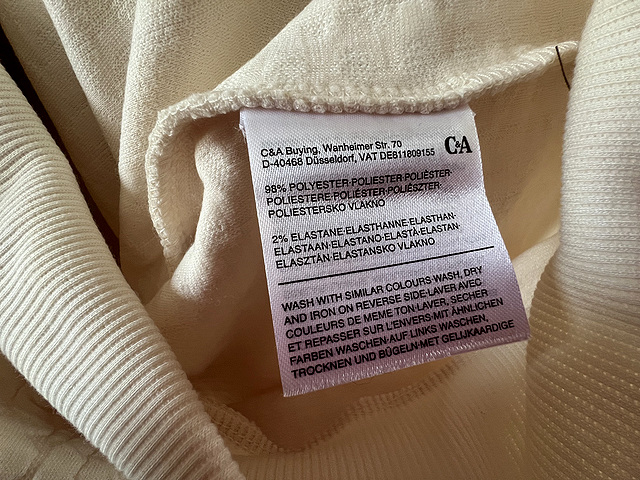 C&A Buying, Wanheimer Str. 70
D-40468 Düsseldorf, VAT DE811809155
C&A
98% POLYESTER·POLIESTER·POLIÉSTER·
POLIESTERE·POLIÉSTER·POLIÉSZTER·
POLIESTERSKO VLAKNO
2% ELASTANE·ELASTHANNE·ELASTHAN·
ELASTAAN·ELASTANO·ELASTÀ·ELASTAN·
ELASZTÁN·ELASTANSKO VLAKNO
WASH WITH SIMILAR COLOURS·WASH, DRY
AND IRON ON REVERSE SIDE·LAVER AVEC
COULEURS DE MEME TON·LAVER, SECHER
ET REPASSER SUR L'ENVERS·MIT ÄHNLICHEN
FARBEN WASCHEN·AUF LINKS WASCHEN,
TROCKNEN UND BÜGELN·MET GELIJKAARDIGE